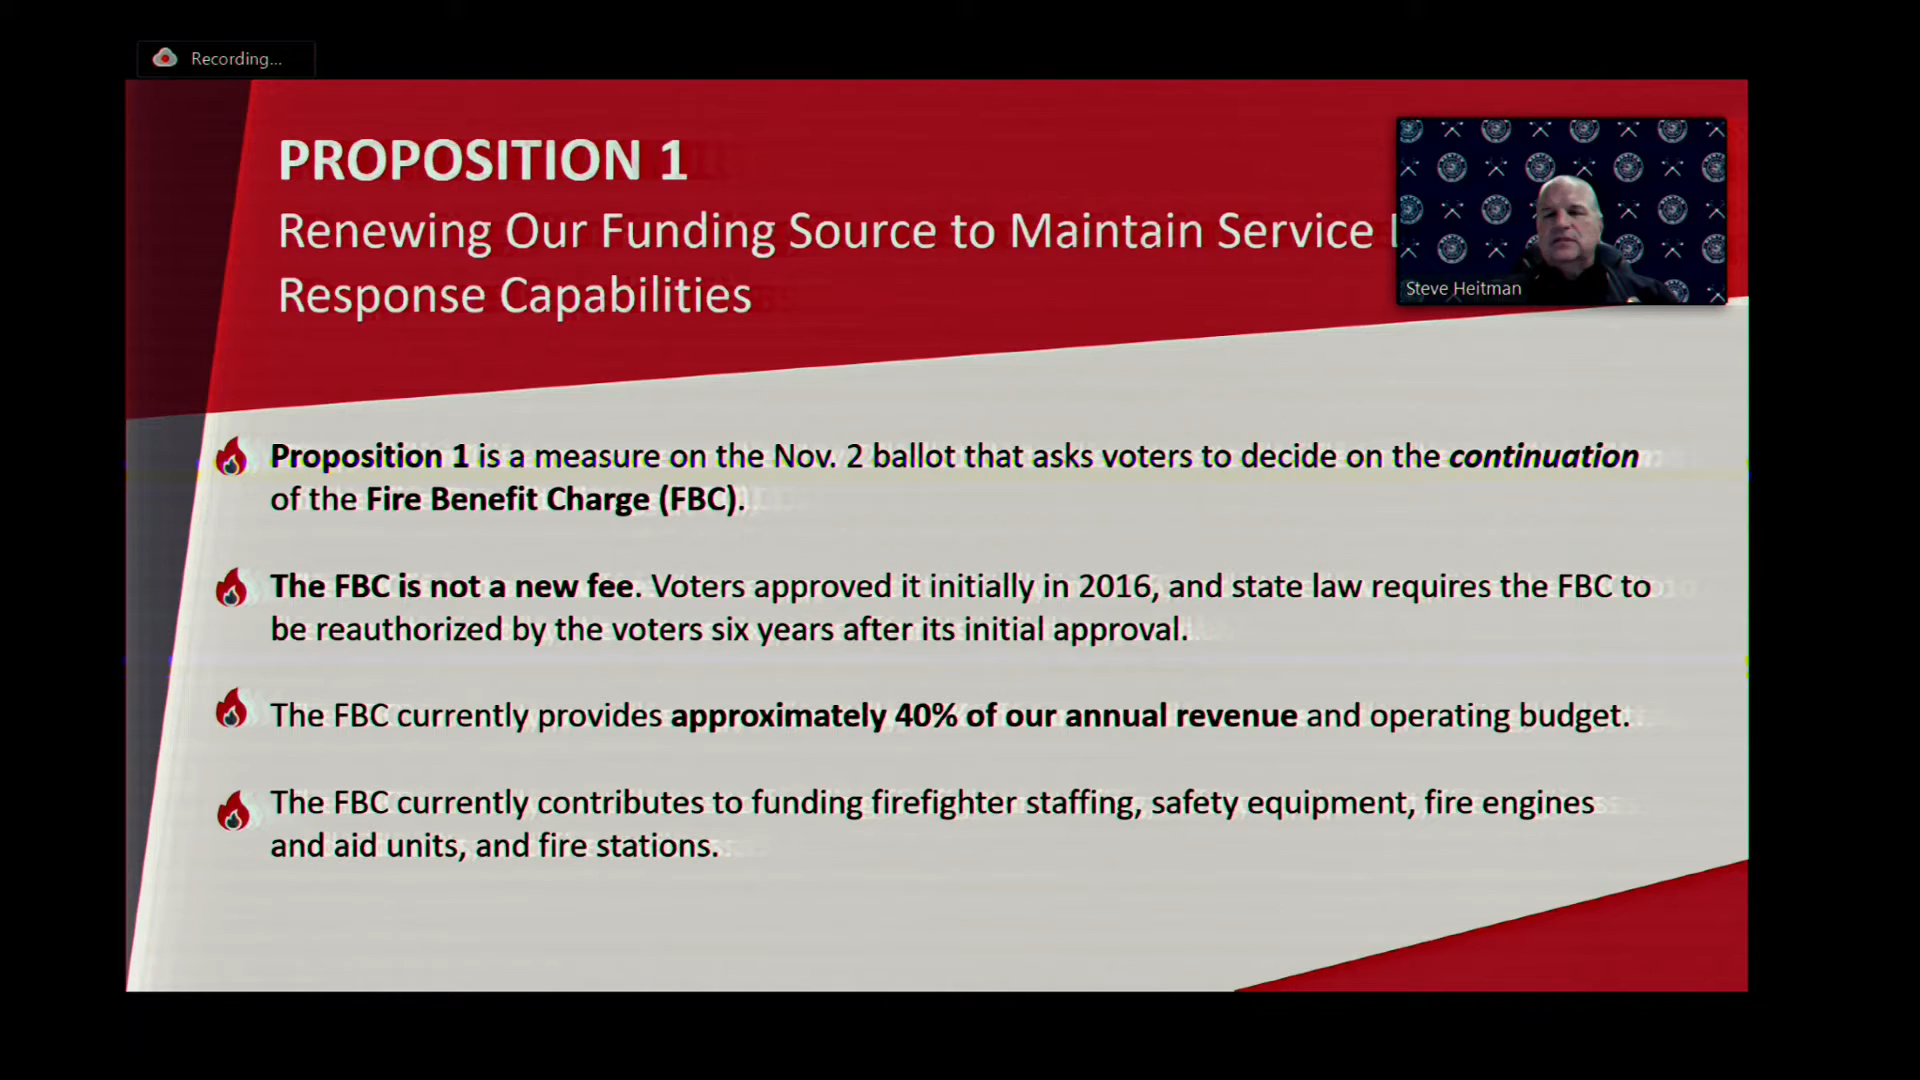 Recording...
PROPOSITION 1
Renewing Our Funding Source to Maintain Service
Response Capabilities
Steve Heitman
Proposition 1 is a measure on the Nov. 2 ballot that asks voters to decide on the continuation
of the Fire Benefit Charge (FBC).
The FBC is not a new fee. Voters approved it initially in 2016, and state law requires the FBC to
be reauthorized by the voters six years after its initial approval.
The FBC currently provides approximately 40% of our annual revenue and operating budget.
The FBC currently contributes to funding firefighter staffing, safety equipment, fire engines
and aid units, and fire stations.